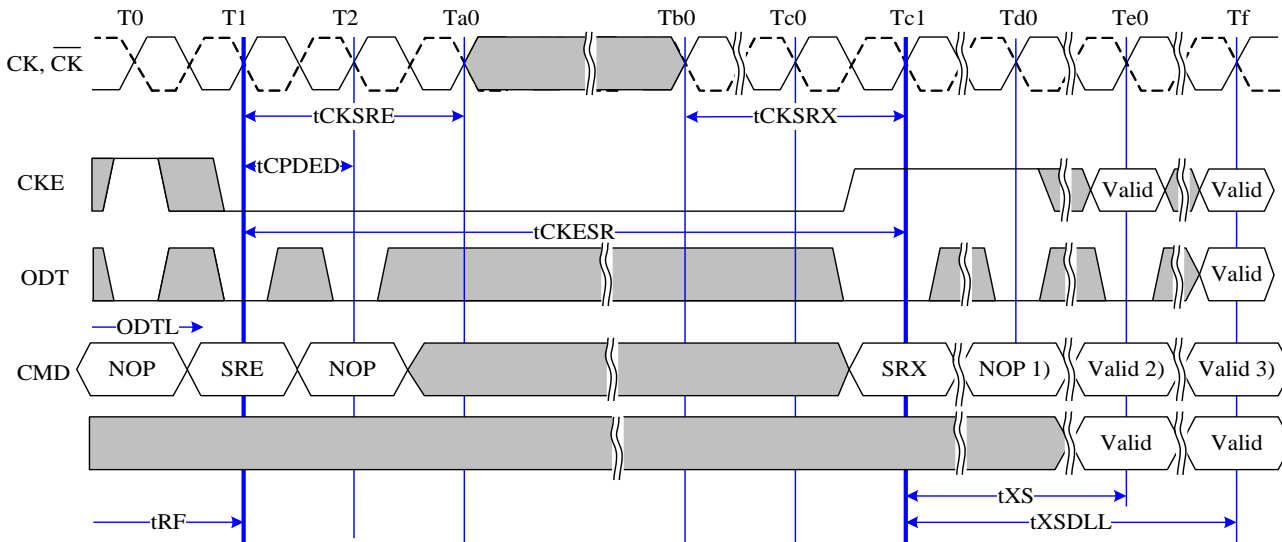 T0 T1 T2 Ta0 Tb0 Tc0 Tc1 Td0 Te0 Tf
CK, C̅K̅
tCKSRE tCKSRX
tCPDED
CKE Valid Valid
tCKESR
ODT Valid
ODTL
CMD NOP SRE NOP SRX NOP 1) Valid 2) Valid 3)
Valid Valid
tXS
tRF tXSDLL